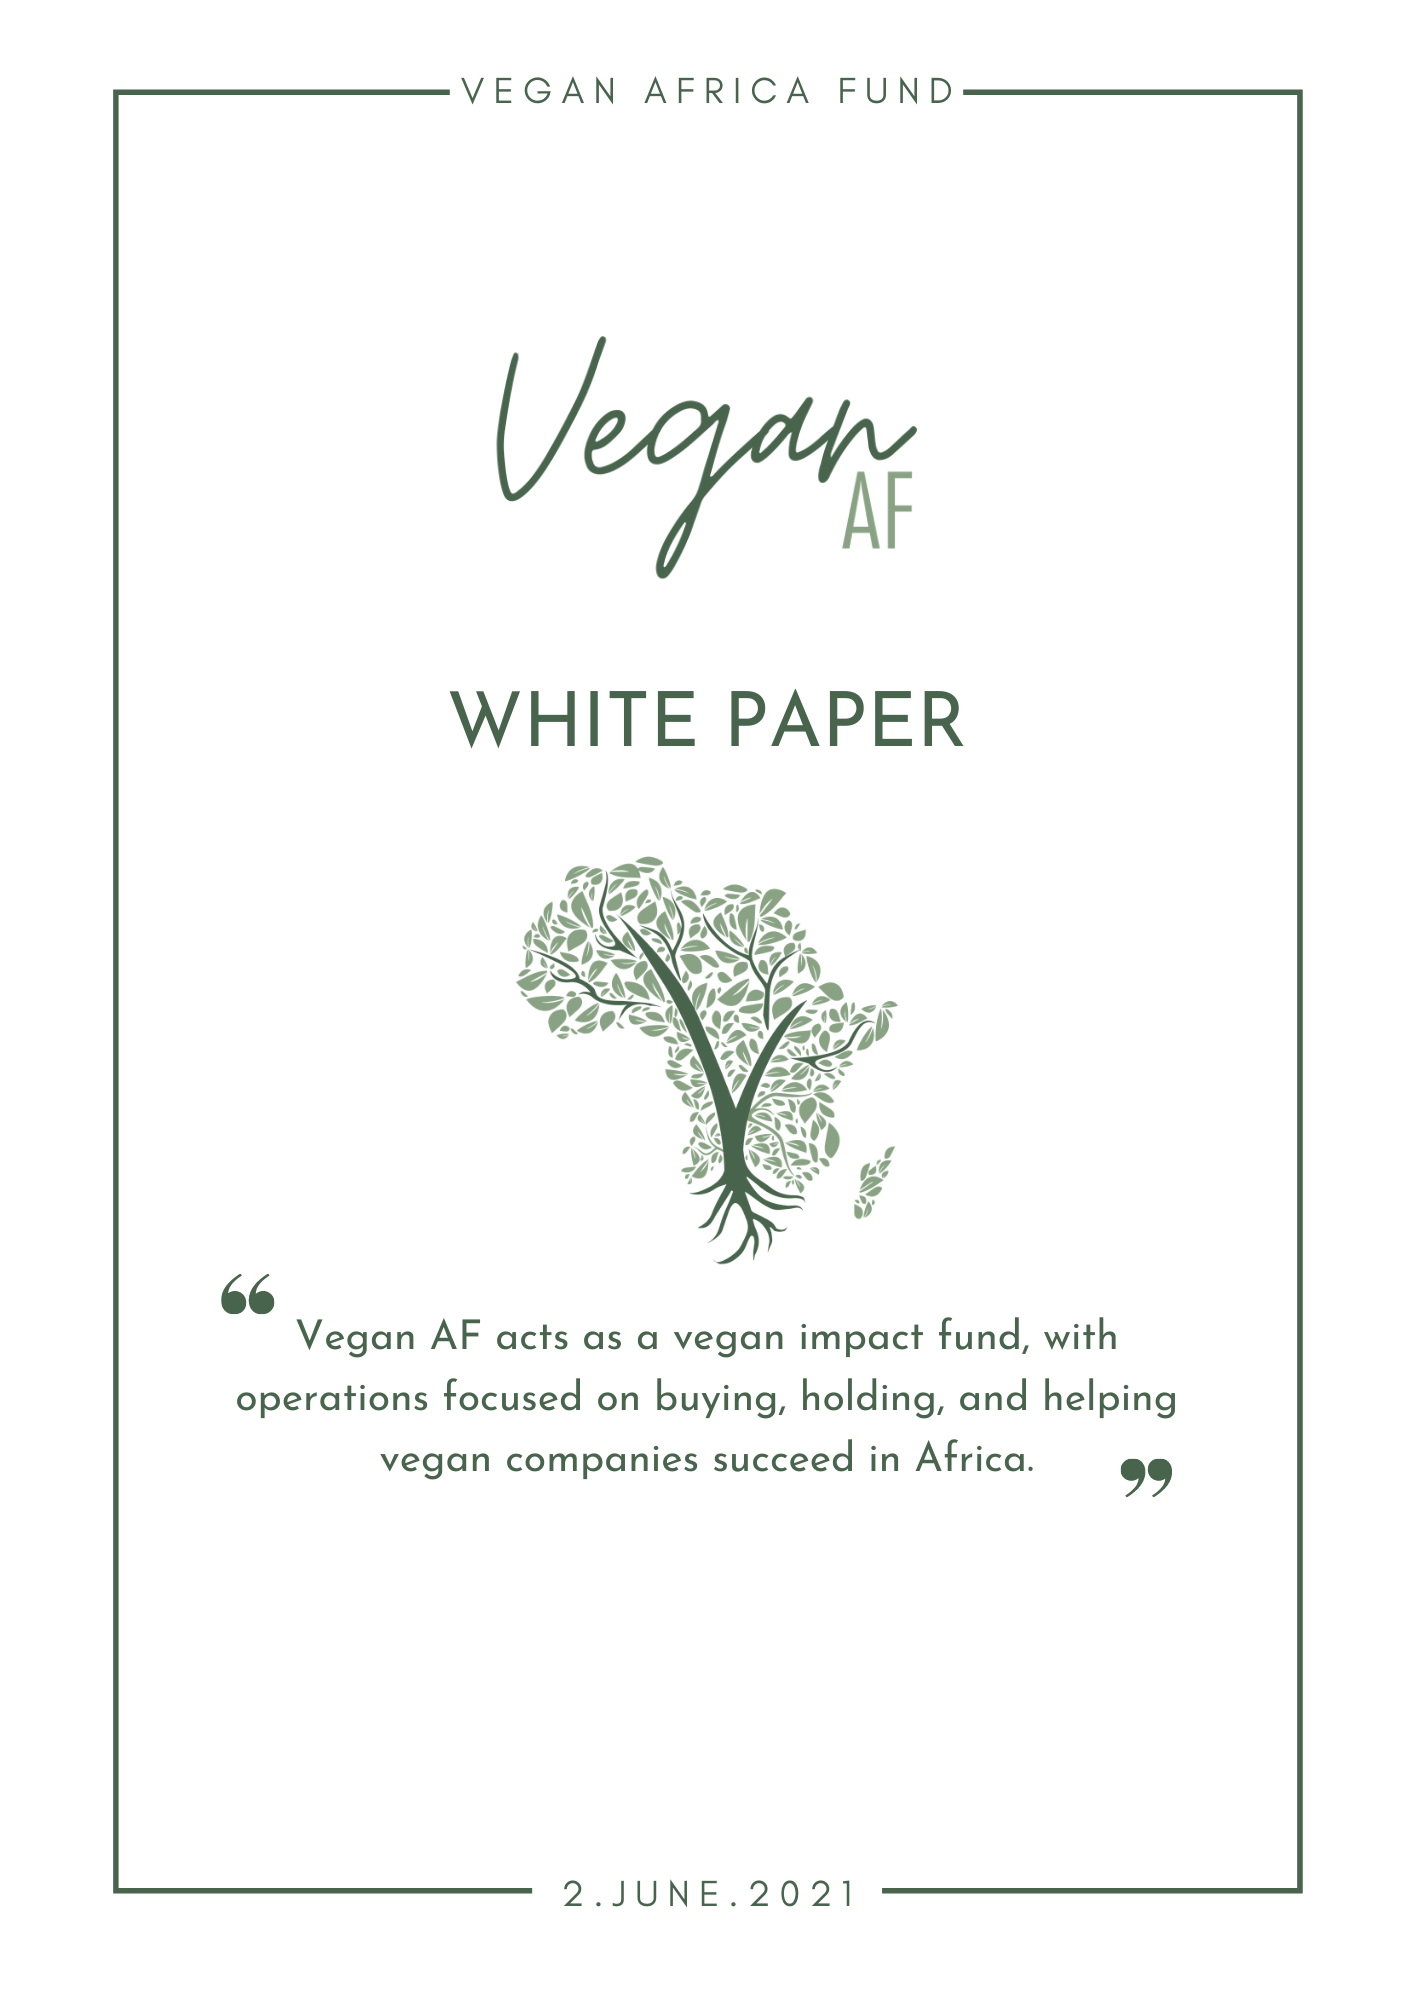 VEGAN AFRICA FUND
Vegan
AF
WHITE PAPER
“
Vegan AF acts as a vegan impact fund, with
operations focused on buying, holding, and helping
vegan companies succeed in Africa.
”
2.JUNE.2021